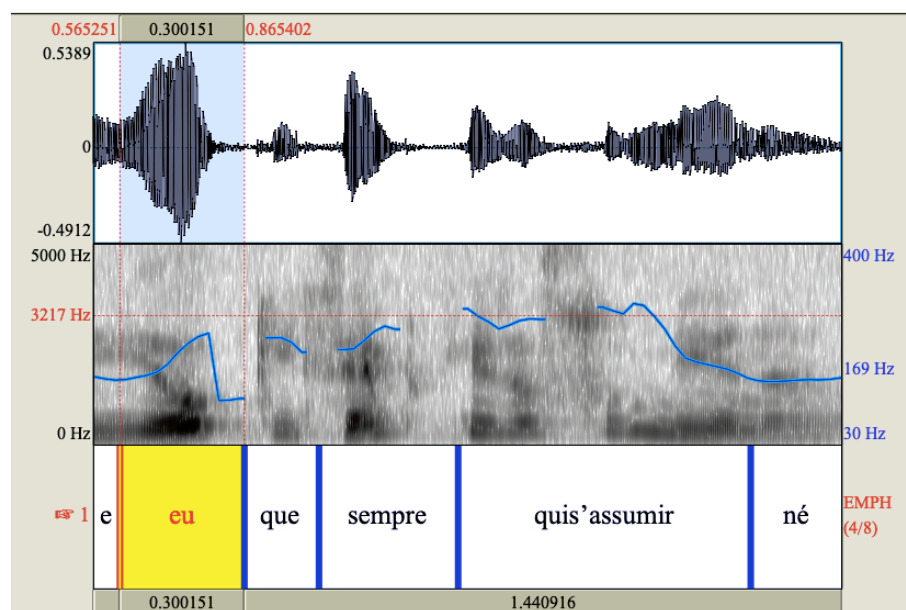 0.565251 0.300151 0.865402
0.5389
0
-0.4912
5000 Hz 400 Hz
3217 Hz
169 Hz
0 Hz 30 Hz
☞ 1 e eu que sempre quis’assumir né EMPH
(4/8)
0.300151 1.440916